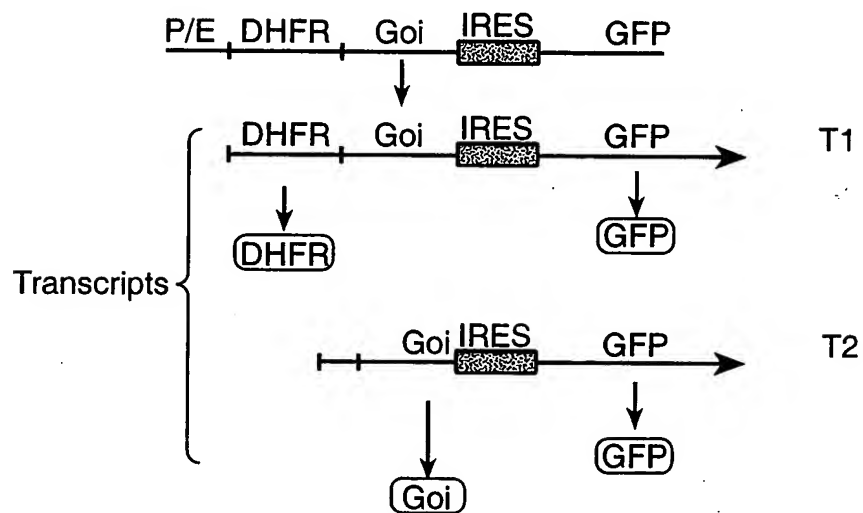 P/E DHFR Goi IRES GFP
DHFR Goi IRES GFP T1
DHFR GFP
Transcripts
Goi IRES GFP T2
GFP
Goi